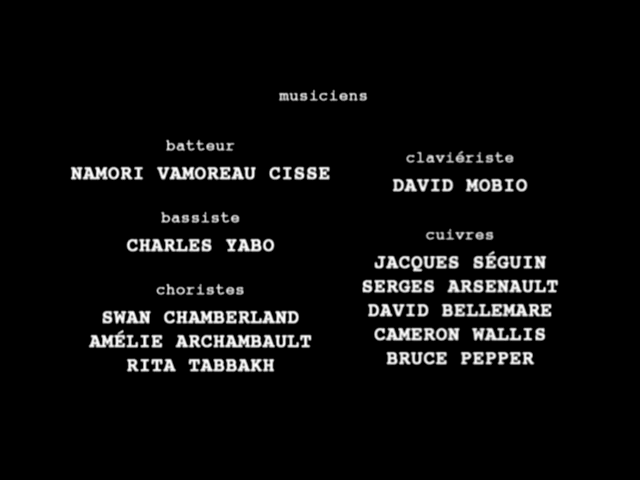 musiciens
batteur
NAMORI VAMOREAU CISSE
bassiste
CHARLES YABO
choristes
SWAN CHAMBERLAND
AMÉLIE ARCHAMBAULT
RITA TABBAKH
claviériste
DAVID MOBIO
cuivres
JACQUES SÉGUIN
SERGES ARSENAULT
DAVID BELLEMARE
CAMERON WALLIS
BRUCE PEPPER